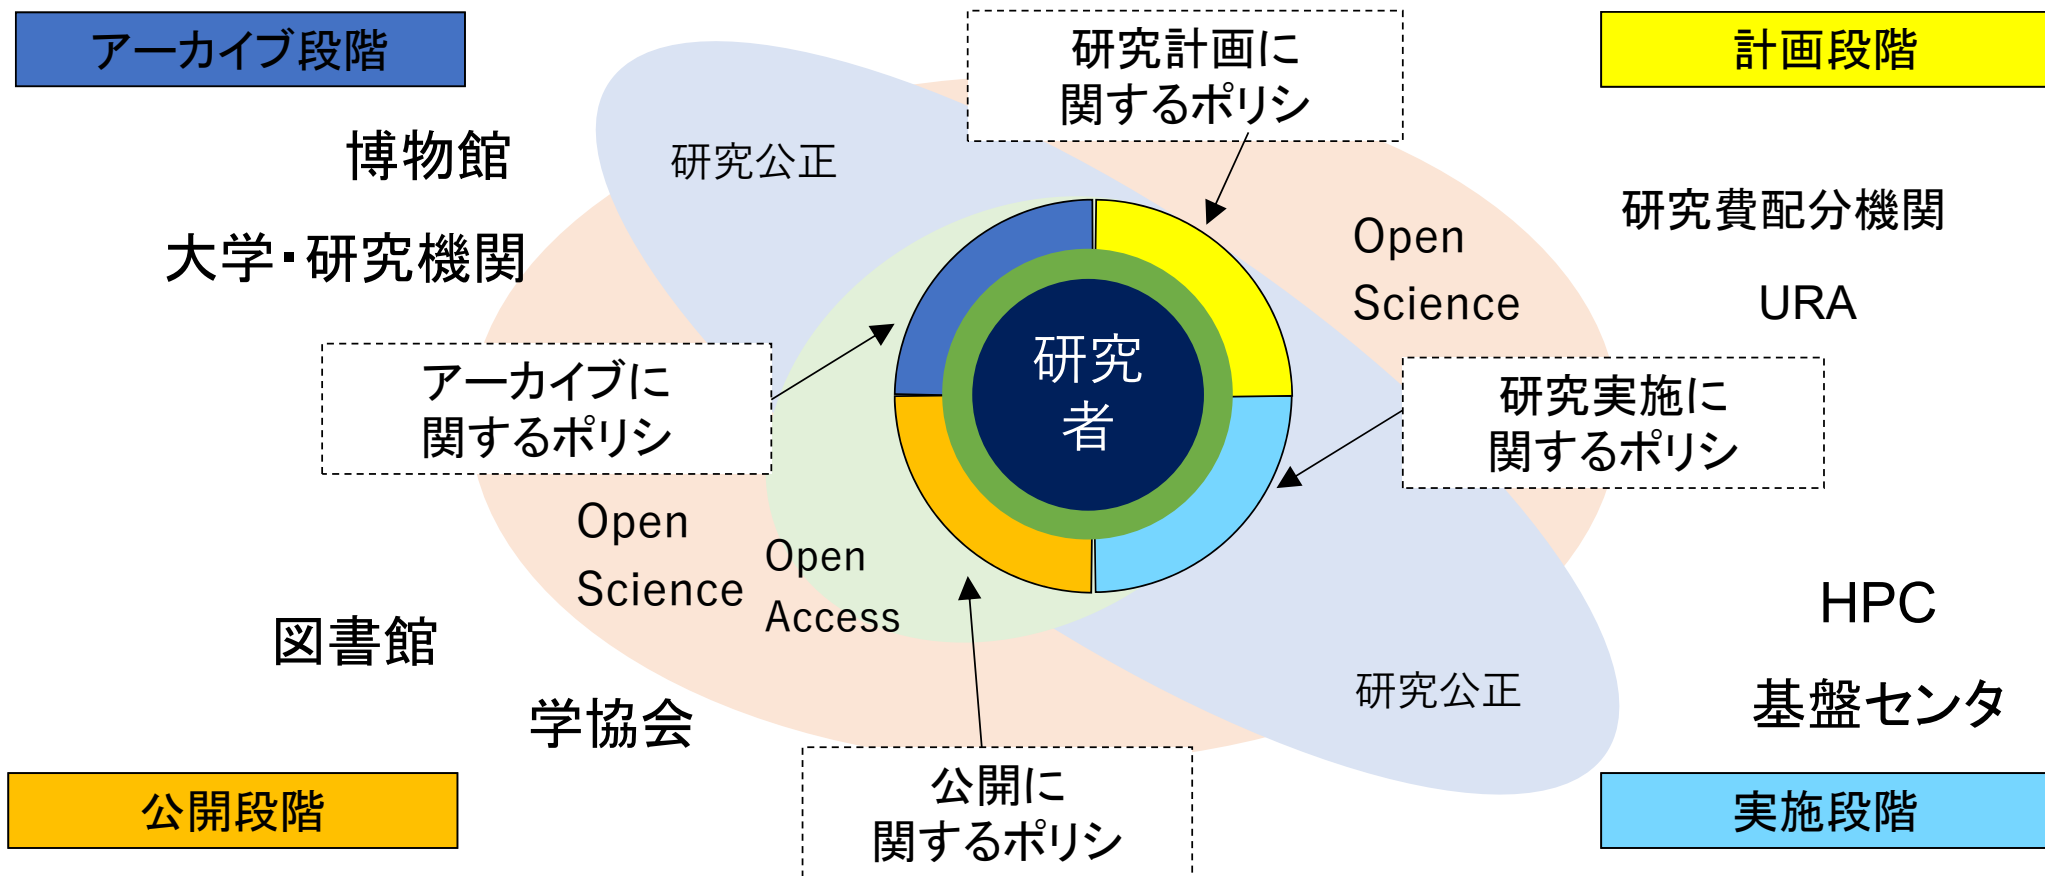 アーカイブ段階
研究計画に
関するポリシ
計画段階
博物館
研究公正
大学・研究機関
研究費配分機関
Open
Science
URA
研究
者
アーカイブに
関するポリシ
研究実施に
関するポリシ
Open
Science
Open
Access
図書館
学協会
HPC
基盤センタ
研究公正
公開段階
公開に
関するポリシ
実施段階